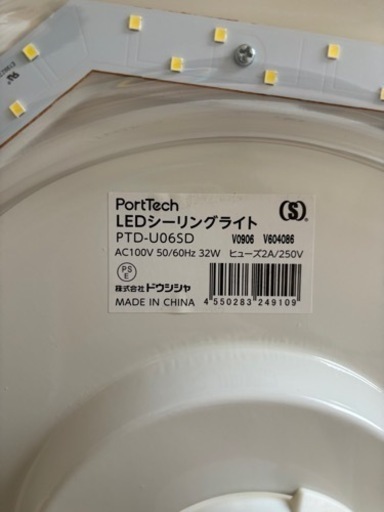 PortTech
LEDシーリングライト
PTD-U06SD V0906 V604086
AC100V 50/60Hz 32W ヒューズ2A/250V
PS E
株式会社ドウシシャ
MADE IN CHINA
4 550283 249109
(S)